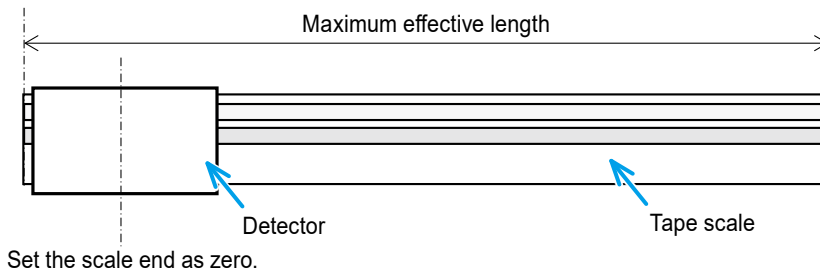 Maximum effective length
Detector
Tape scale
Set the scale end as zero.